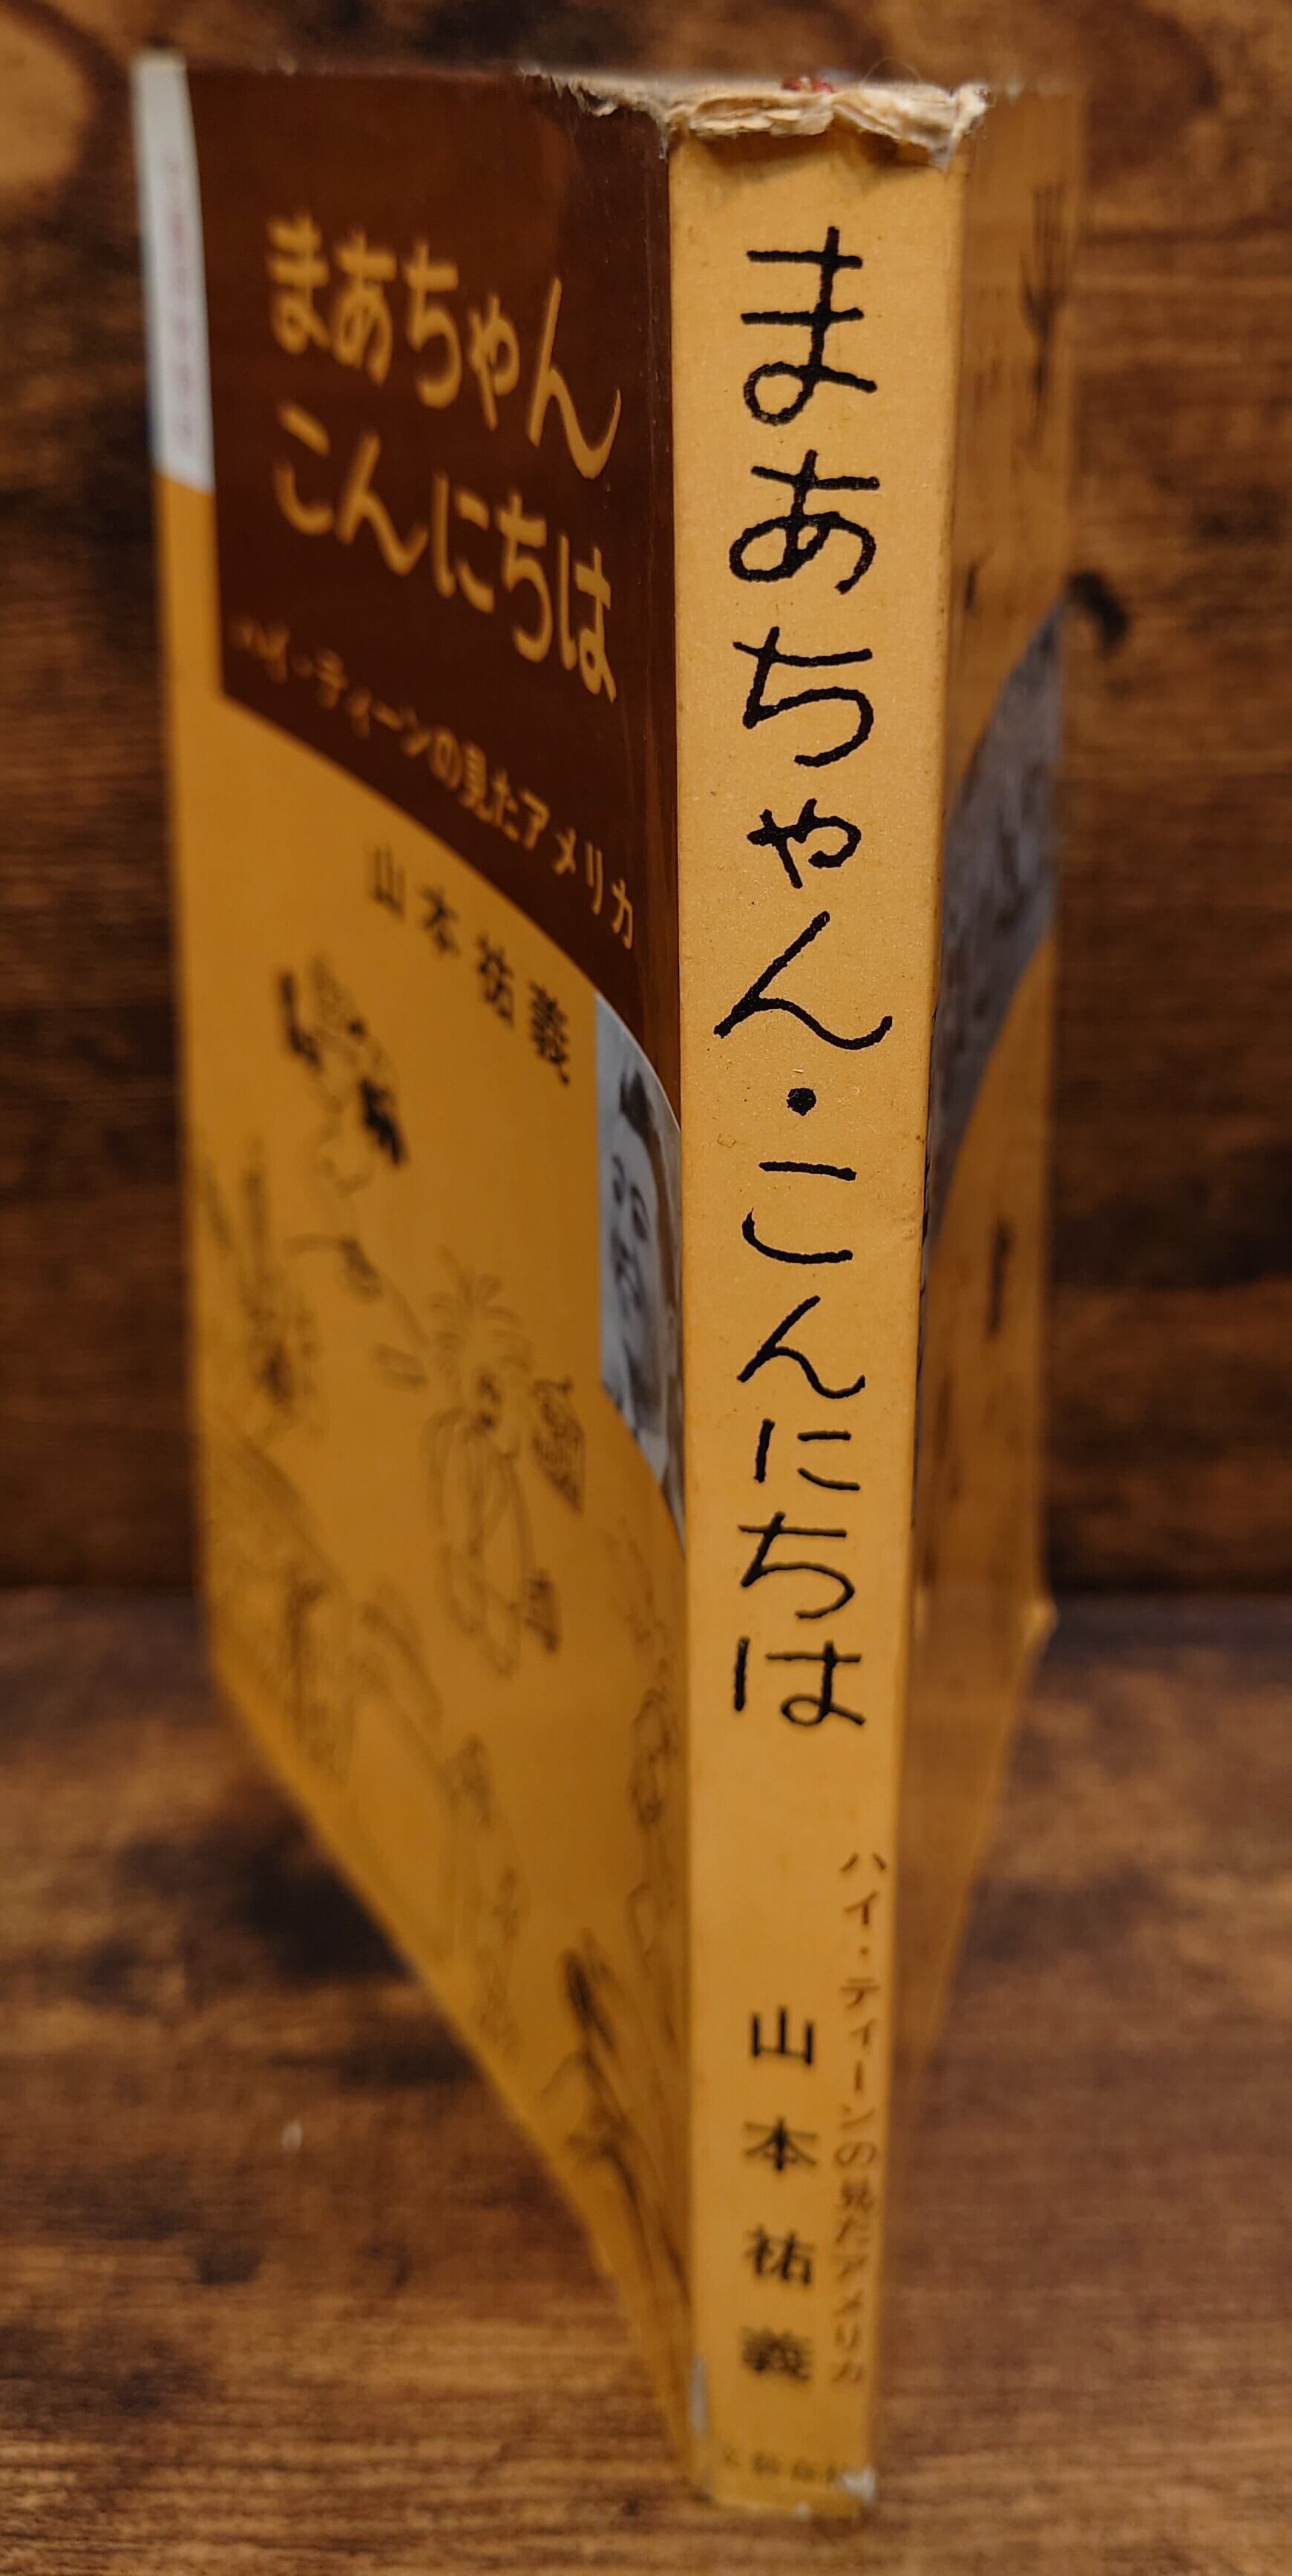 まあちゃん
こんにちは
ハイ・ティーンの見たアメリカ
山本祐義
まあちゃん・こんにちは
ハイ・ティーンの見たアメリカ
山本祐義